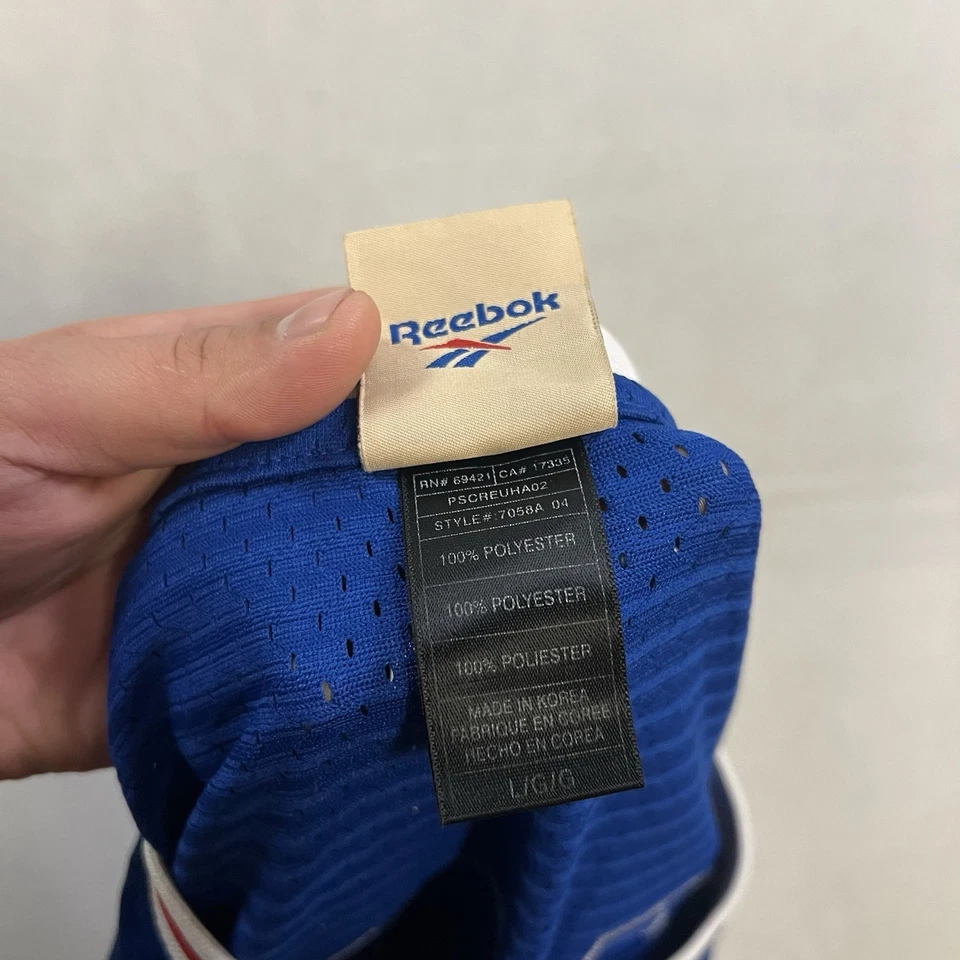 Reebok
RN# 69421 CA# 17335
PSCREUHA02
STYLE#:7058A 04
100% POLYESTER
100% POLYESTER
100% POLIESTER
MADE IN KOREA
FABRIQUE EN COREE
HECHO EN COREA
L/G/G